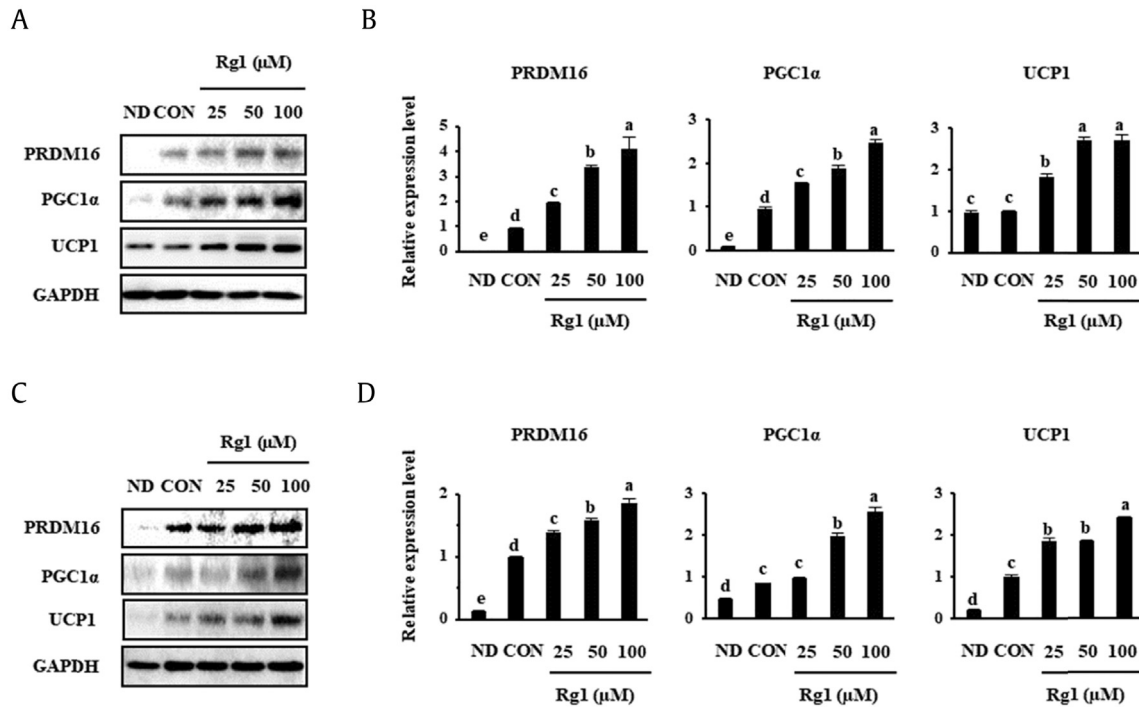 A
Rg1 (μM)
ND CON 25 50 100
PRDM16
PGC1α
UCP1
GAPDH
B
PRDM16
PGC1α
UCP1
Relative expression level
5
4
3
2
1
0
e
d
c
b
a
ND CON 25 50 100
Rg1 (μM)
3
2
1
0
e
d
c
b
a
ND CON 25 50 100
Rg1 (μM)
3
2
1
0
c
c
b
a
a
ND CON 25 50 100
Rg1 (μM)
C
Rg1 (μM)
ND CON 25 50 100
PRDM16
PGC1α
UCP1
GAPDH
D
PRDM16
PGC1α
UCP1
Relative expression level
2
1
0
e
d
c
b
a
ND CON 25 50 100
Rg1 (μM)
3
2
1
0
d
c
c
b
a
ND CON 25 50 100
Rg1 (μM)
3
2
1
0
d
c
b
b
a
ND CON 25 50 100
Rg1 (μM)